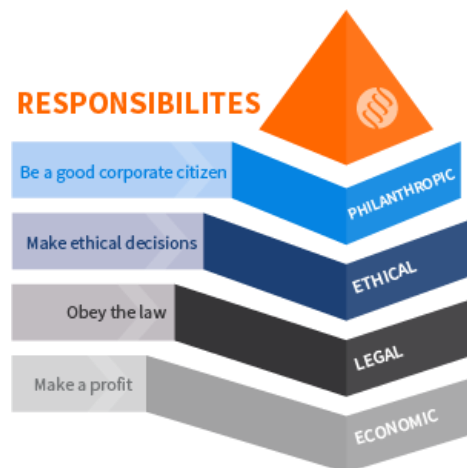 RESPONSIBILITES
Be a good corporate citizen
PHILANTHROPIC
Make ethical decisions
ETHICAL
Obey the law
LEGAL
Make a profit
ECONOMIC